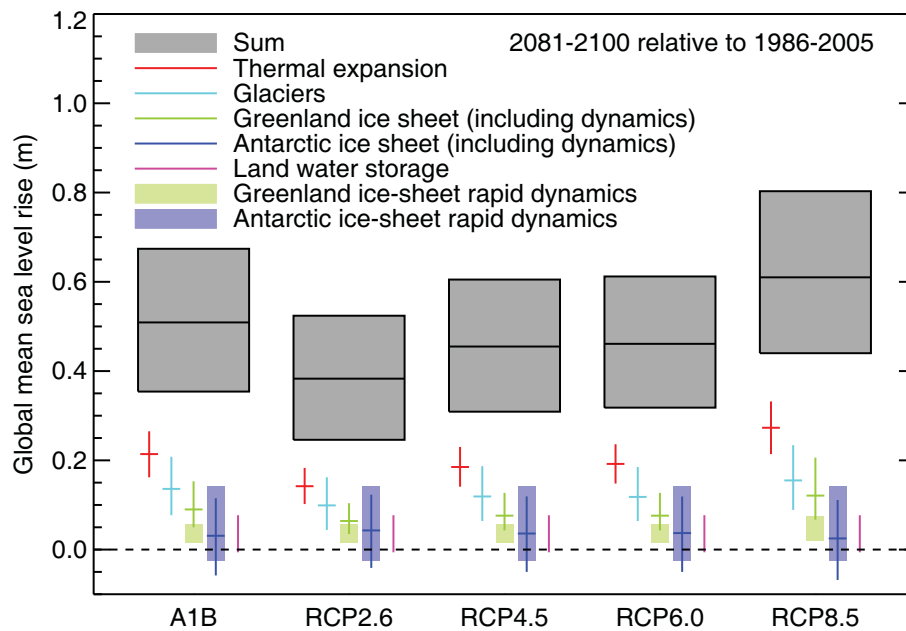 1.2
1.0
0.8
0.6
0.4
0.2
0.0
Global mean sea level rise (m)
2081-2100 relative to 1986-2005
Sum
Thermal expansion
Glaciers
Greenland ice sheet (including dynamics)
Antarctic ice sheet (including dynamics)
Land water storage
Greenland ice-sheet rapid dynamics
Antarctic ice-sheet rapid dynamics
A1B RCP2.6 RCP4.5 RCP6.0 RCP8.5